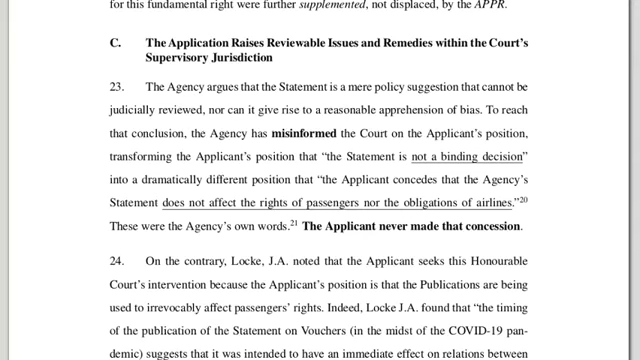 for this fundamental right were further supplemented, not displaced, by the APPR.
C. The Application Raises Reviewable Issues and Remedies within the Court’s
Supervisory Jurisdiction
23. The Agency argues that the Statement is a mere policy suggestion that cannot be
judicially reviewed, nor can it give rise to a reasonable apprehension of bias. To reach
that conclusion, the Agency has misinformed the Court on the Applicant’s position,
transforming the Applicant’s position that “the Statement is not a binding decision”
into a dramatically different position that “the Applicant concedes that the Agency’s
Statement does not affect the rights of passengers nor the obligations of airlines.”20
These were the Agency’s own words.21 The Applicant never made that concession.
24. On the contrary, Locke, J.A. noted that the Applicant seeks this Honourable
Court’s intervention because the Applicant’s position is that the Publications are being
used to irrevocably affect passengers’ rights. Indeed, Locke J.A. found that “the timing
of the publication of the Statement on Vouchers (in the midst of the COVID-19 pan-
demic) suggests that it was intended to have an immediate effect on relations between